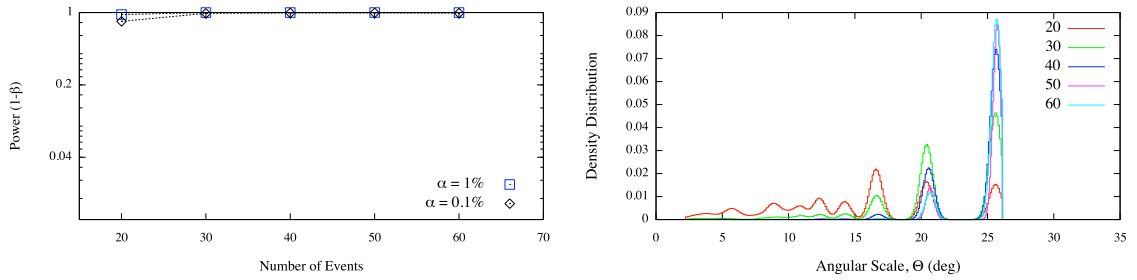 1
0.2
0.04
Power (1-β)
20 30 40 50 60 70
Number of Events
α = 1%
α = 0.1%
0.09
0.08
0.07
0.06
0.05
0.04
0.03
0.02
0.01
0
Density Distribution
0 5 10 15 20 25 30 35
Angular Scale, Θ (deg)
20
30
40
50
60